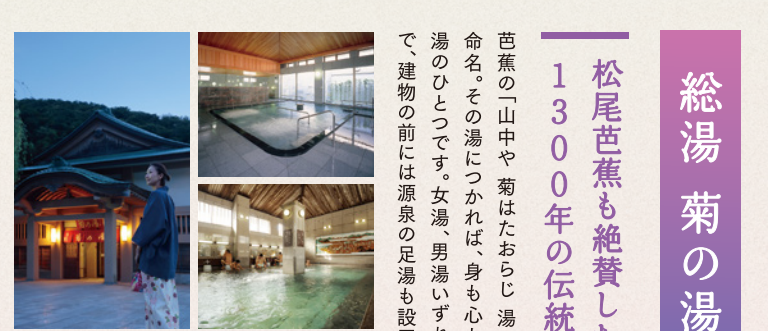 総湯 菊の湯
松尾芭蕉も絶賛し
1300年の伝統
芭蕉の「山中や 菊はたおらじ 湯
命名。その湯につかれば、身も心
湯のひとつです。女湯、男湯いず
で、建物の前には源泉の足湯も設